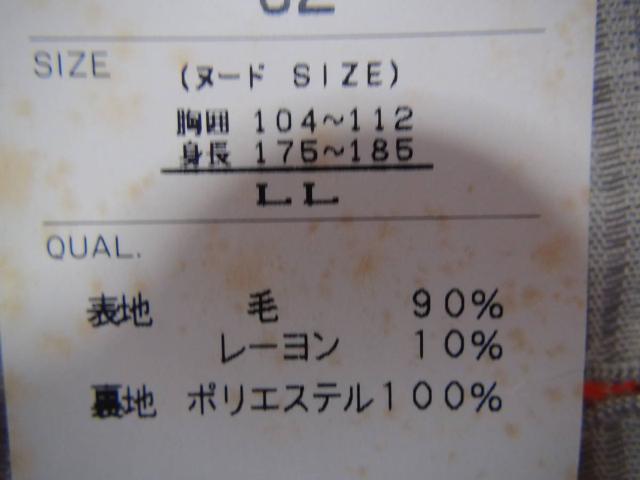 SIZE
(ヌード SIZE)
胸囲 104～112
身長 175～185
LL
QUAL.
表地 毛 90%
レーヨン 10%
裏地 ポリエステル100%